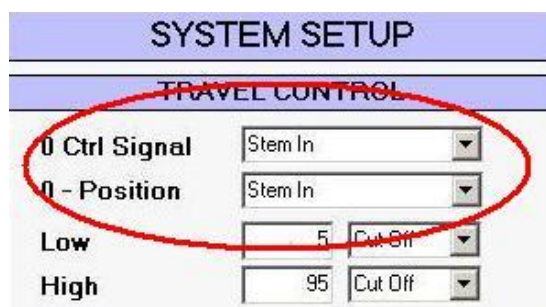 SYSTEM SETUP
TRAVEL CONTROL
0 Ctrl Signal Stem In
0 - Position Stem In
Low 5 Cut Off
High 95 Cut Off